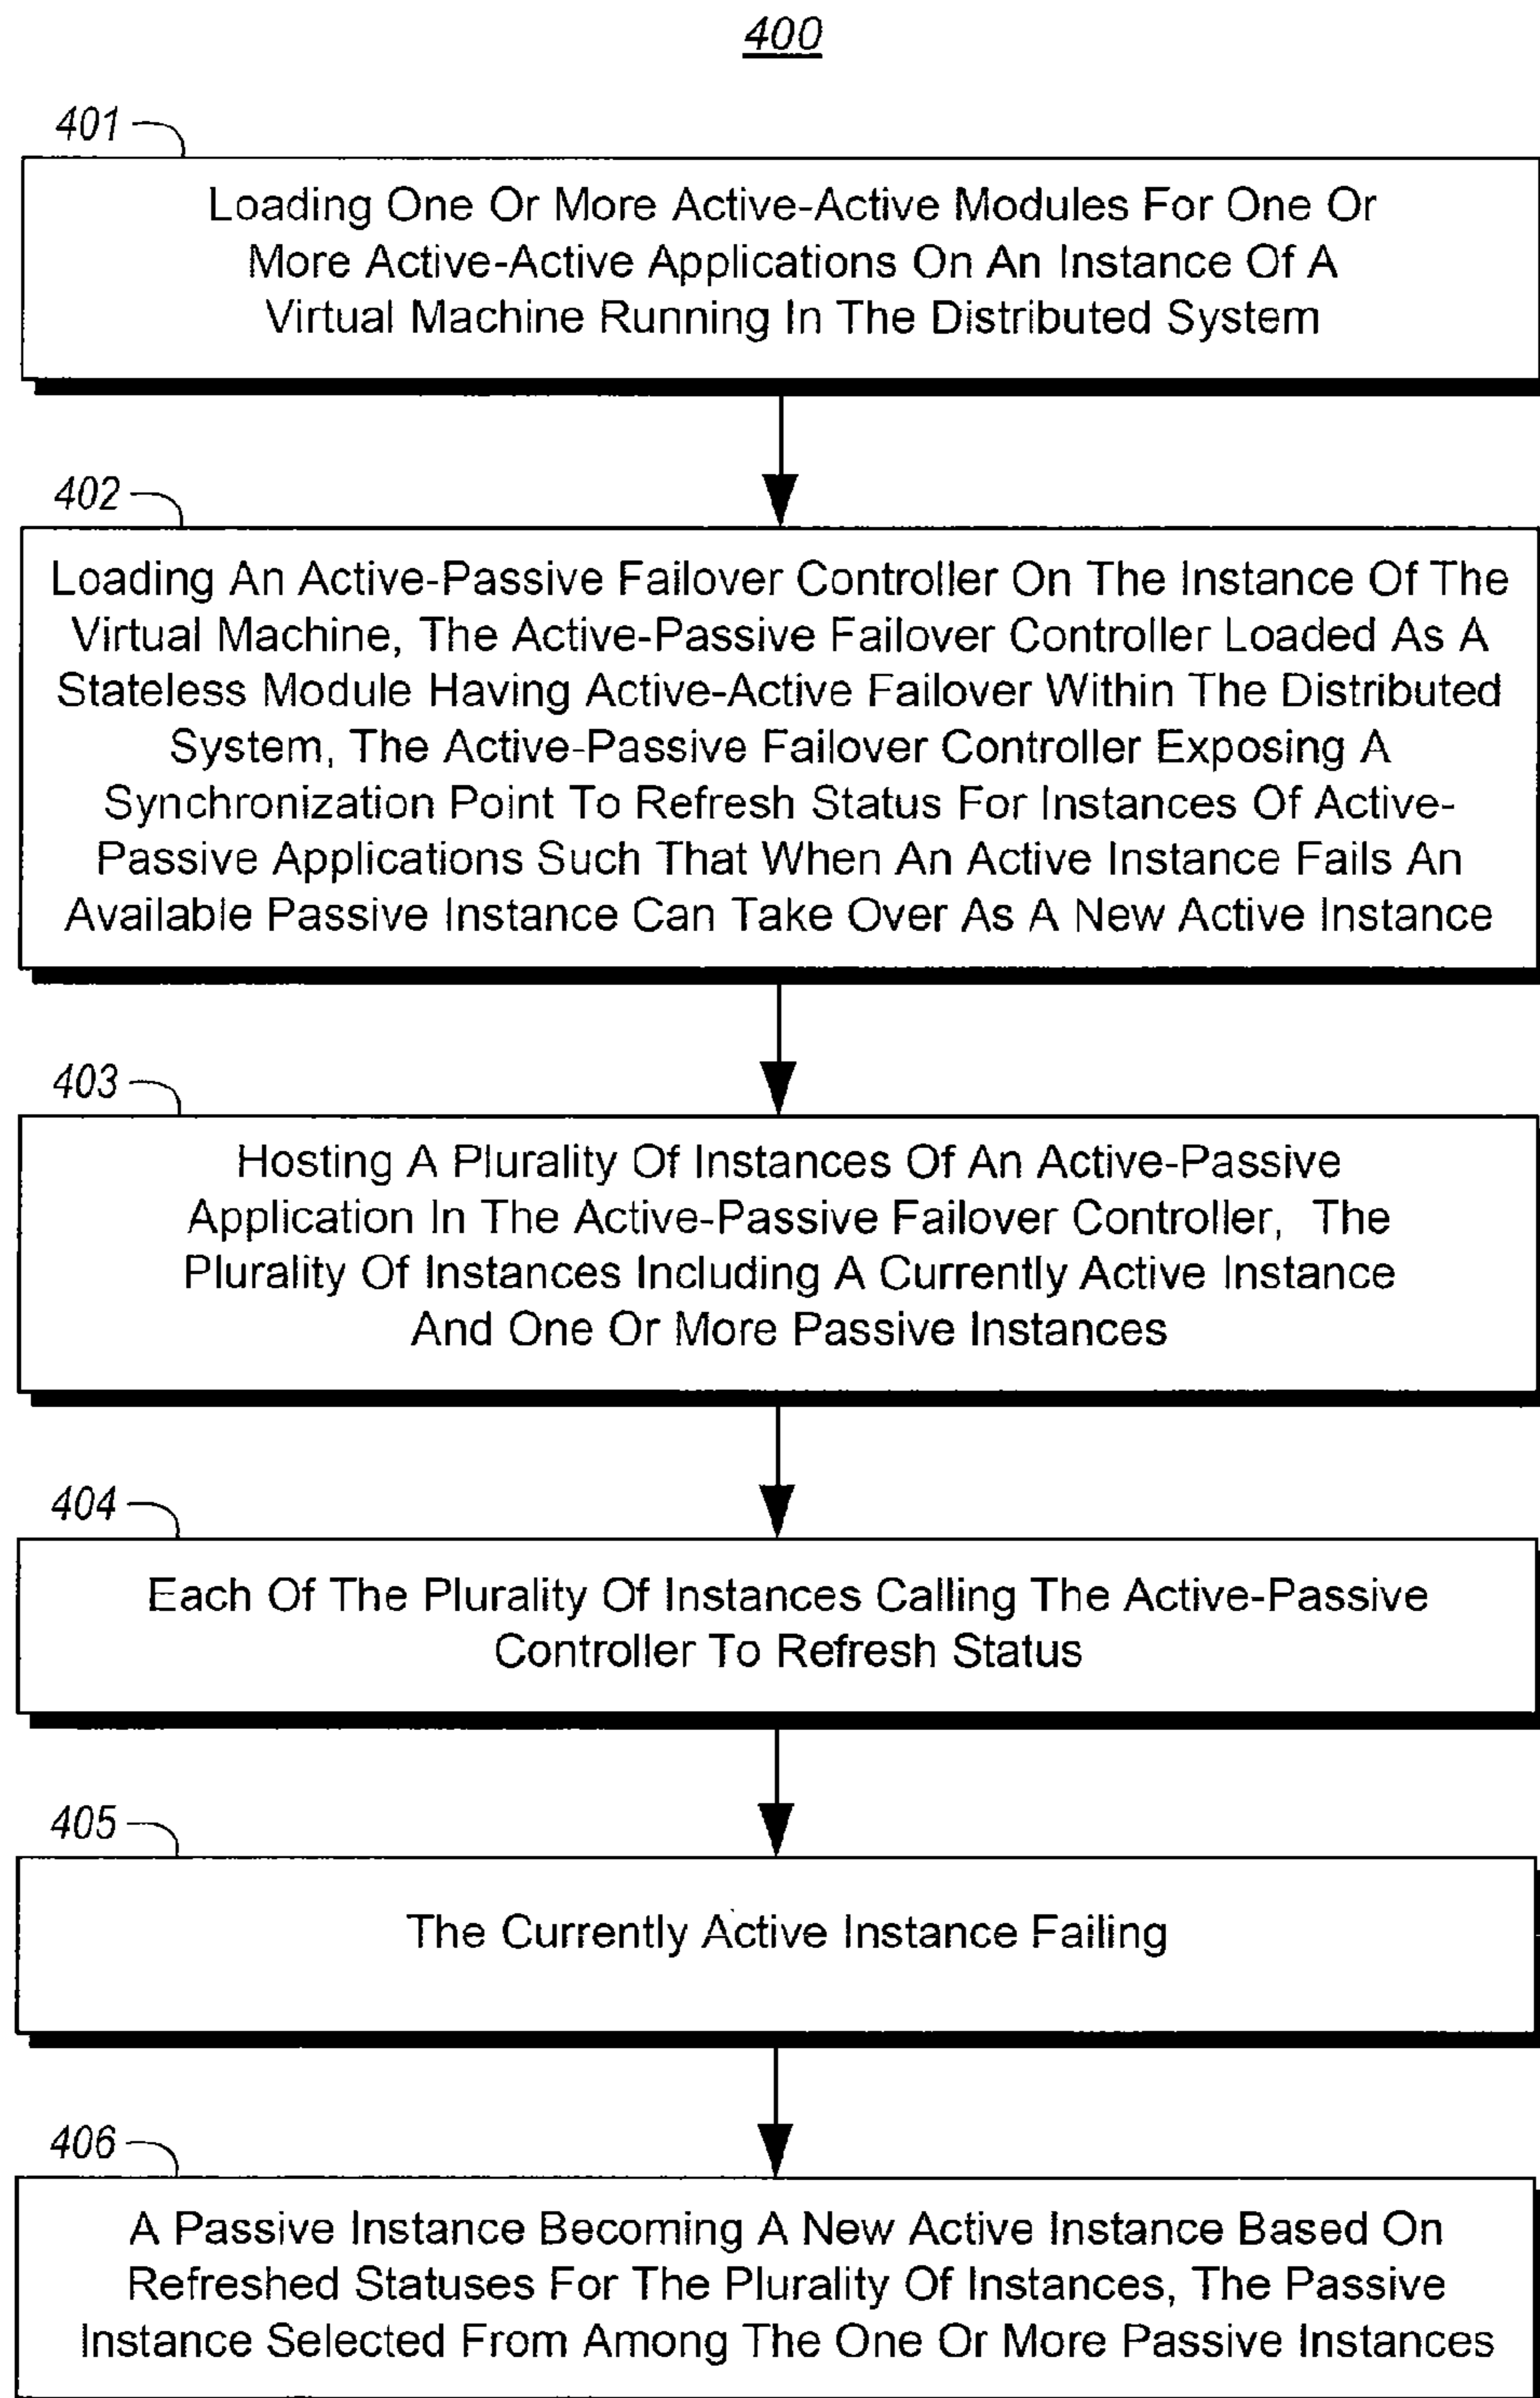 400
401
Loading One Or More Active-Active Modules For One Or
More Active-Active Applications On An Instance Of A
Virtual Machine Running In The Distributed System
402
Loading An Active-Passive Failover Controller On The Instance Of The
Virtual Machine, The Active-Passive Failover Controller Loaded As A
Stateless Module Having Active-Active Failover Within The Distributed
System, The Active-Passive Failover Controller Exposing A
Synchronization Point To Refresh Status For Instances Of Active-
Passive Applications Such That When An Active Instance Fails An
Available Passive Instance Can Take Over As A New Active Instance
403
Hosting A Plurality Of Instances Of An Active-Passive
Application In The Active-Passive Failover Controller, The
Plurality Of Instances Including A Currently Active Instance
And One Or More Passive Instances
404
Each Of The Plurality Of Instances Calling The Active-Passive
Controller To Refresh Status
405
The Currently Active Instance Failing
406
A Passive Instance Becoming A New Active Instance Based On
Refreshed Statuses For The Plurality Of Instances, The Passive
Instance Selected From Among The One Or More Passive Instances